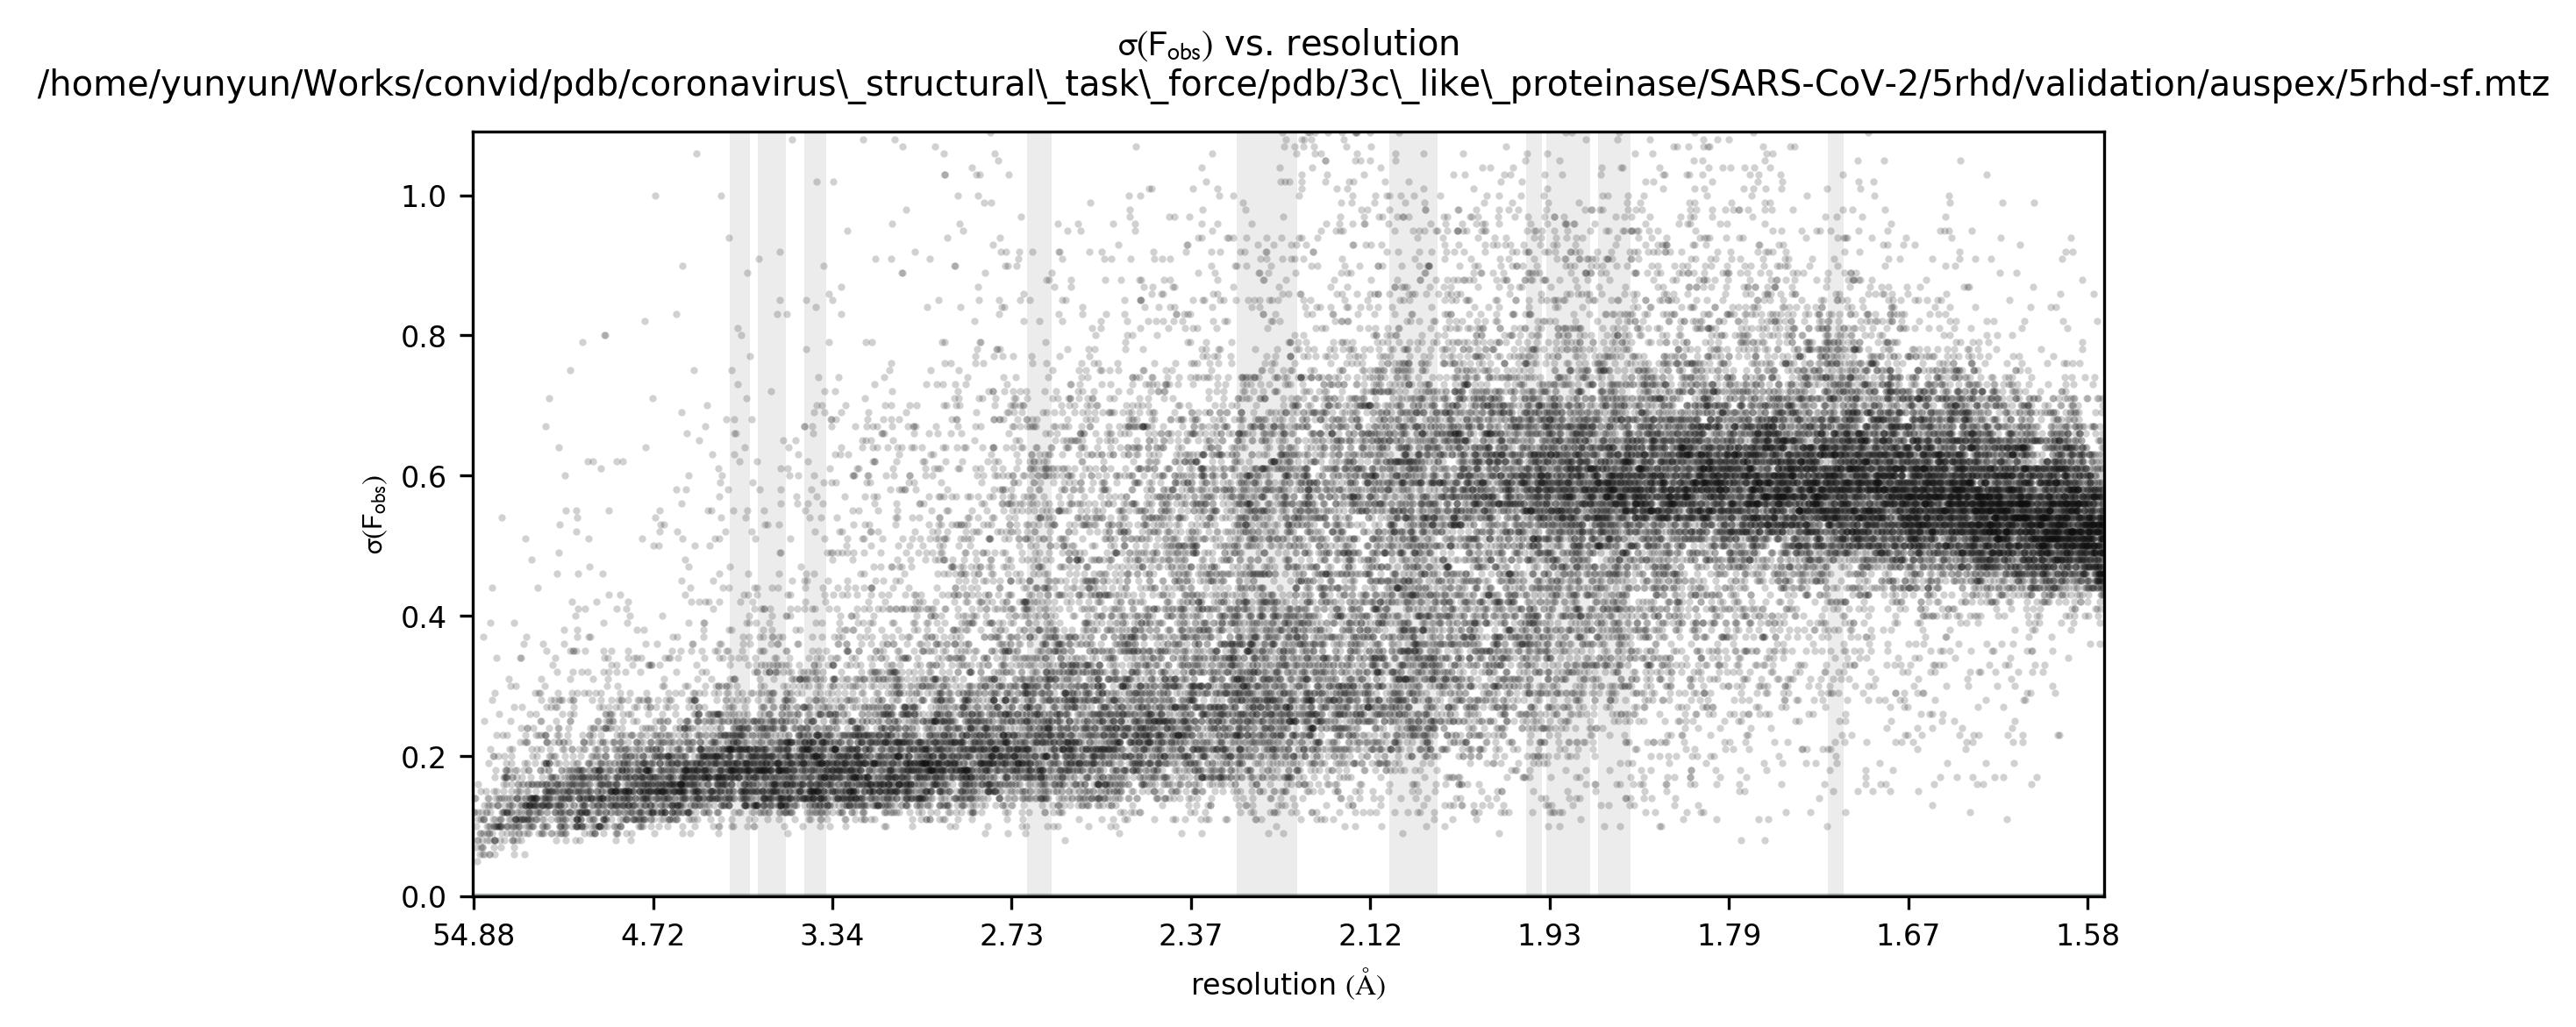 σ(Fobs) vs. resolution
/home/yunyun/Works/convid/pdb/coronavirus\_structural\_task\_force/pdb/3c\_like\_proteinase/SARS-CoV-2/5rhd/validation/auspex/5rhd-sf.mtz
1.0
0.8
0.6
0.4
0.2
0.0
σ(Fobs)
54.88 4.72 3.34 2.73 2.37 2.12 1.93 1.79 1.67 1.58
resolution (Å)